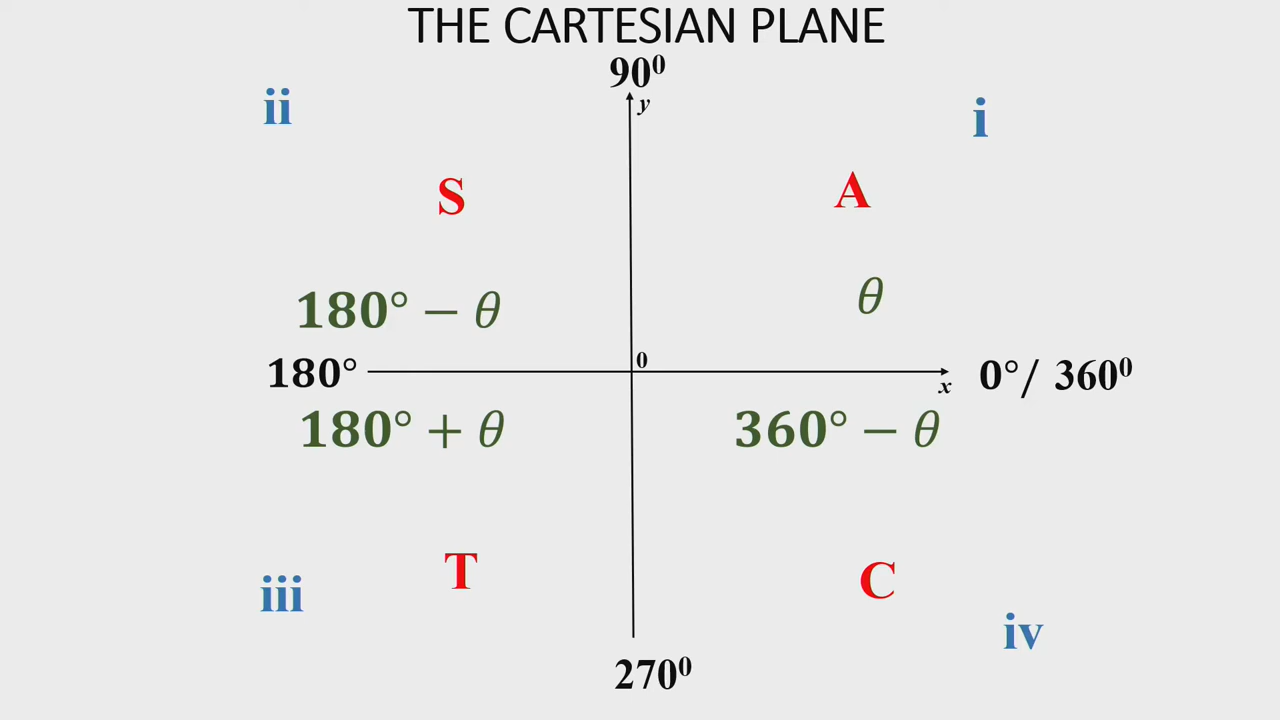 THE CARTESIAN PLANE
90⁰
y
ii
i
S
A
180° − θ
θ
180°
0
x
0°/ 360⁰
180° + θ
360° − θ
T
C
iii
iv
270⁰